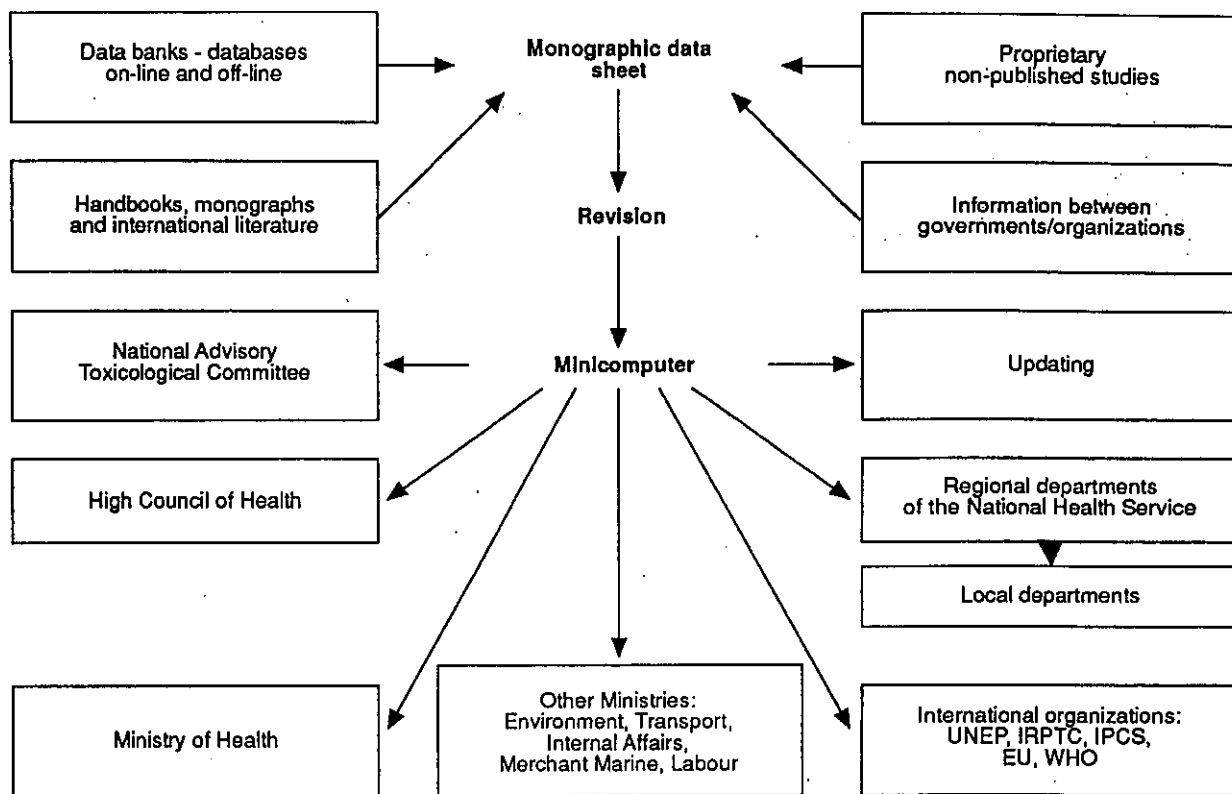 Data banks - databases
on-line and off-line
Monographic data
sheet
Proprietary
non-published studies
Handbooks, monographs
and international literature
Revision
Information between
governments/organizations
National Advisory
Toxicological Committee
Minicomputer
Updating
High Council of Health
Regional departments
of the National Health Service
Local departments
Ministry of Health
Other Ministries:
Environment, Transport,
Internal Affairs,
Merchant Marine, Labour
International organizations:
UNEP, IRPTC, IPCS,
EU, WHO